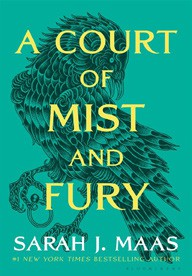 A COURT
OF
MIST
AND
FURY
SARAH J. MAAS
#1 NEW YORK TIMES BESTSELLING AUTHOR